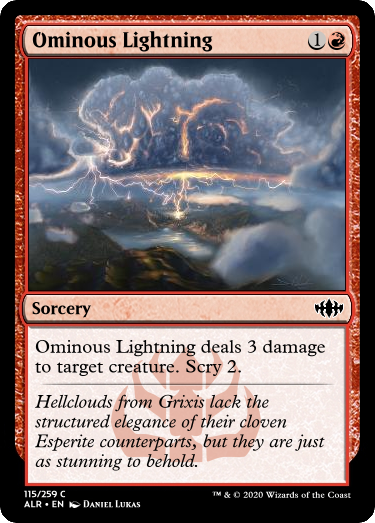 Ominous Lightning
1
Sorcery
Ominous Lightning deals 3 damage
to target creature. Scry 2.
Hellclouds from Grixis lack the
structured elegance of their cloven
Esperite counterparts, but they are just
as stunning to behold.
115/259 C
ALR • EN Daniel Lukas
™ & © 2020 Wizards of the Coast